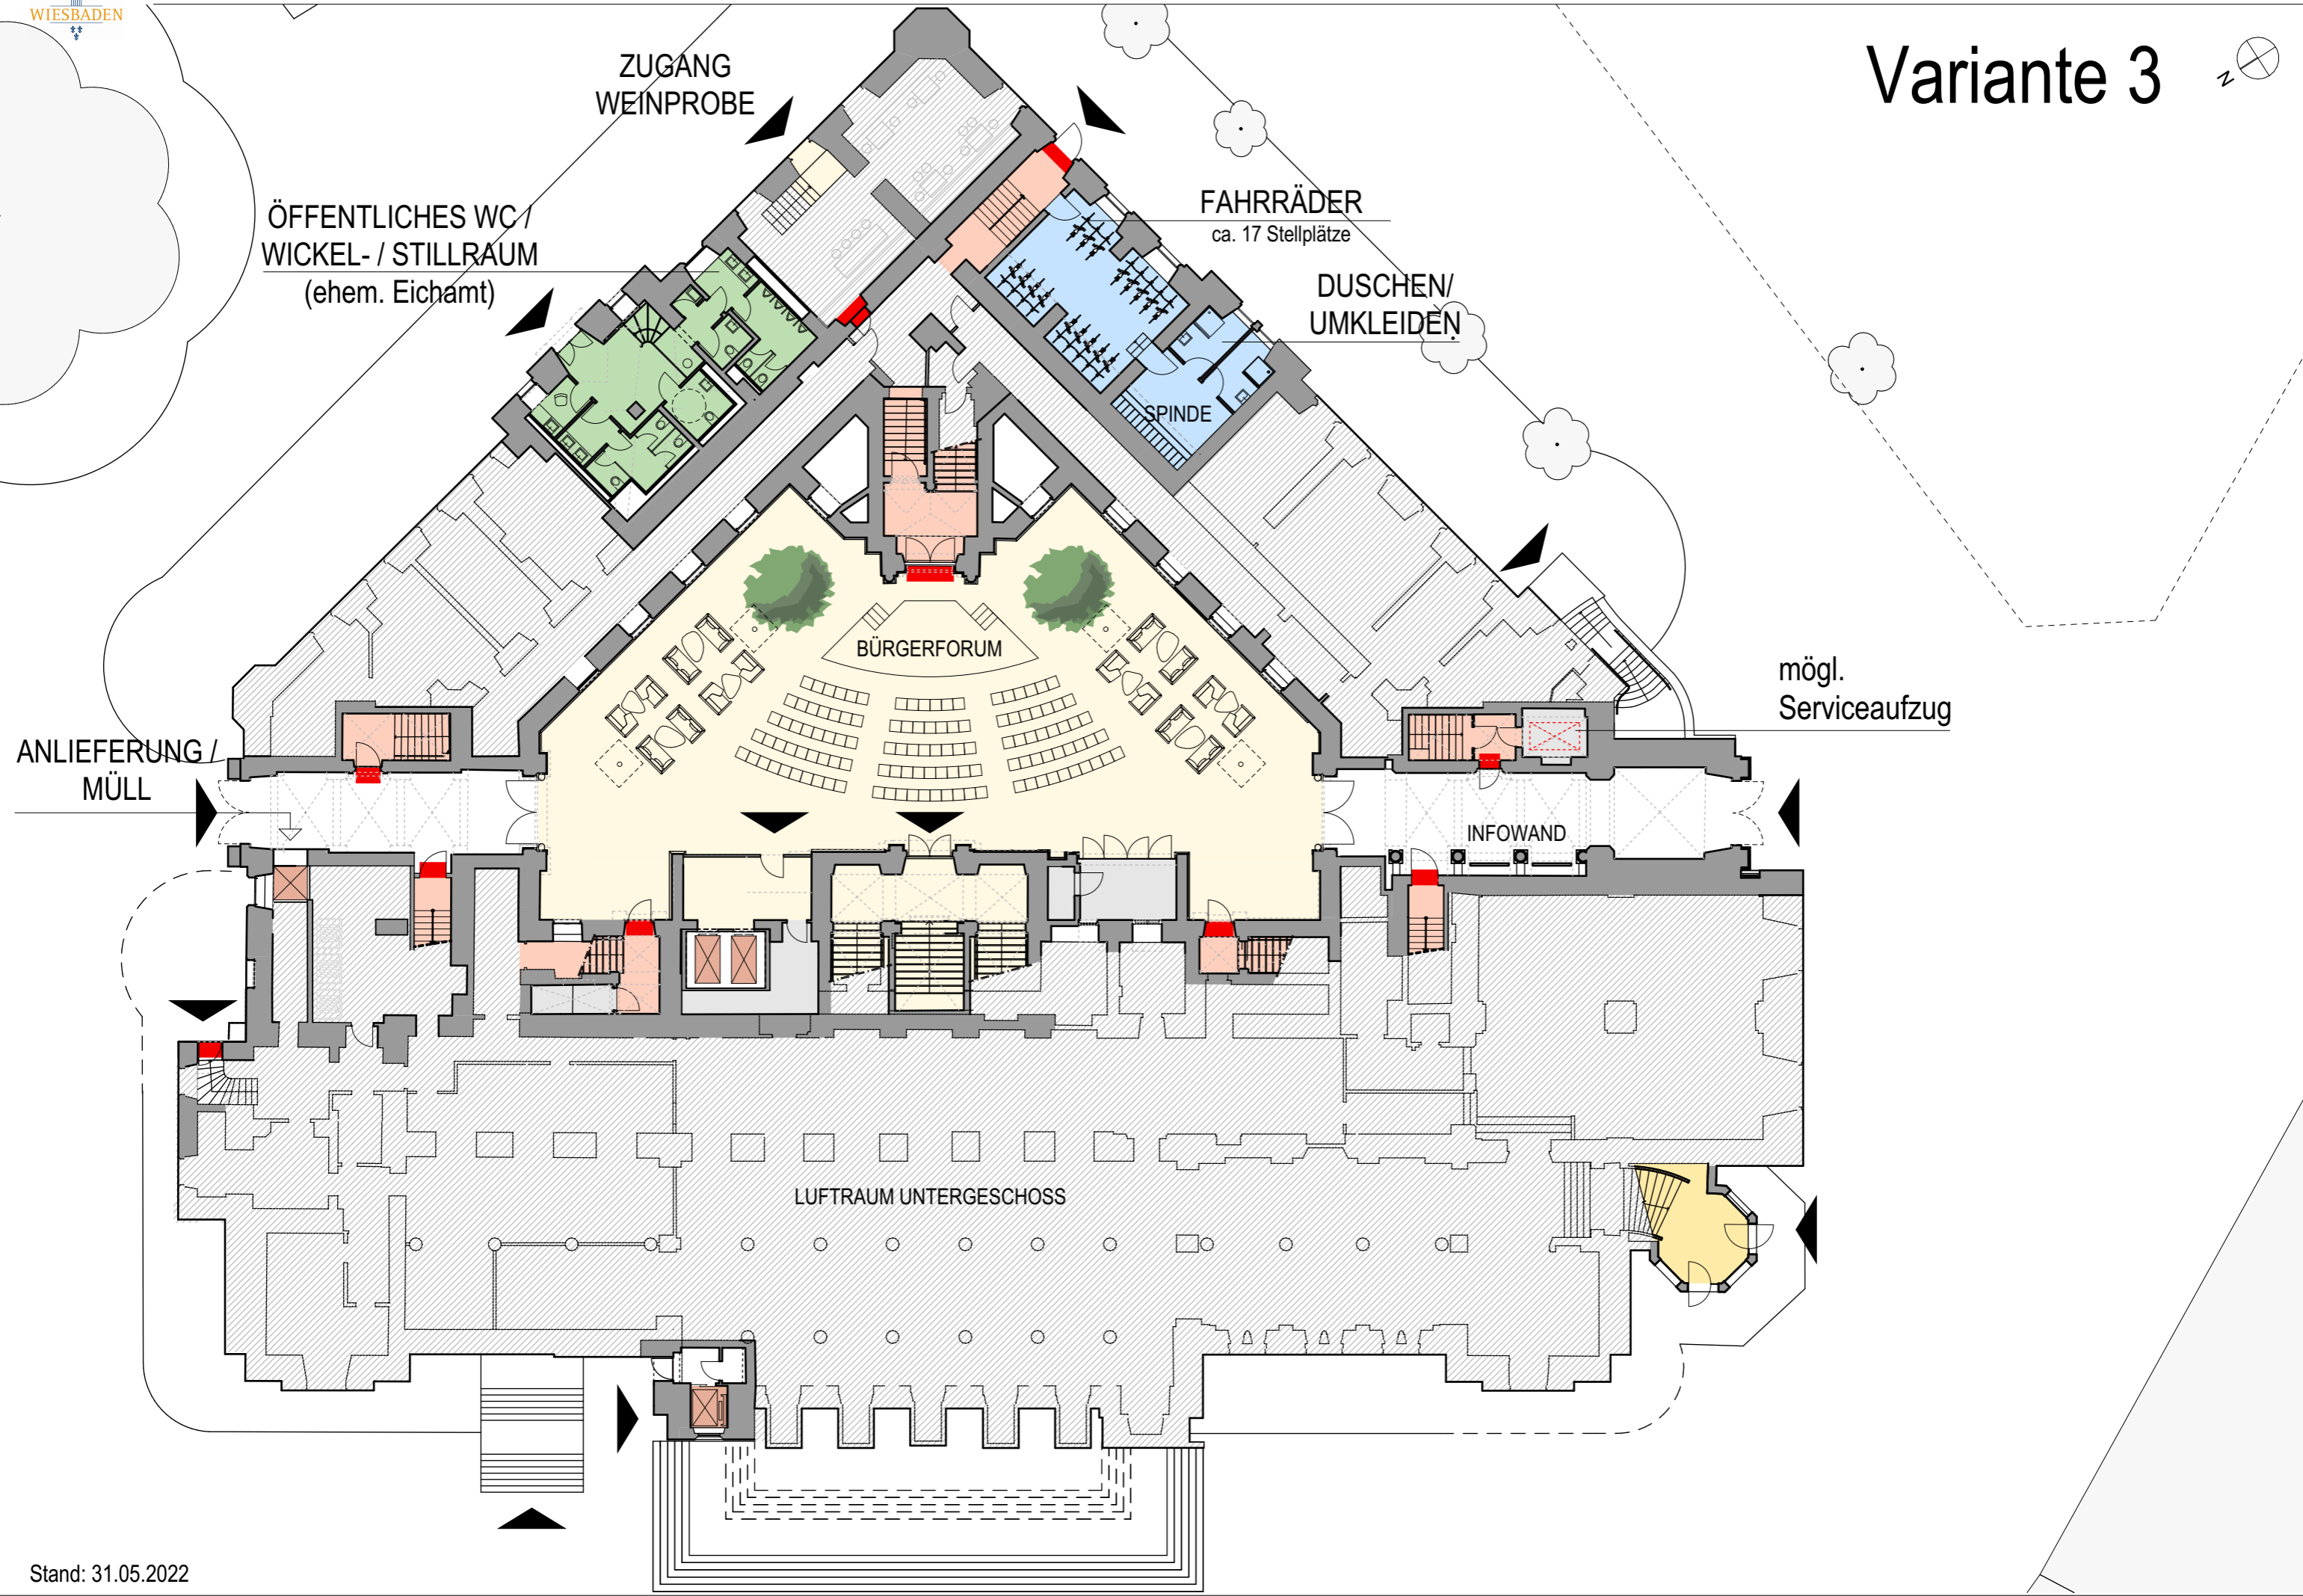 WIESBADEN
Variante 3
N
ZUGANG
WEINPROBE
ÖFFENTLICHES WC /
WICKEL- / STILLRAUM
(ehem. Eichamt)
FAHRRÄDER
ca. 17 Stellplätze
DUSCHEN/
UMKLEIDEN
SPINDE
BÜRGERFORUM
mögl.
Serviceaufzug
ANLIEFERUNG /
MÜLL
INFOWAND
LUFTRAUM UNTERGESCHOSS
Stand: 31.05.2022